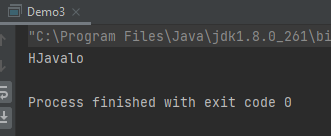 Demo3
"C:\Program Files\Java\jdk1.8.0_261\bi
HJavalo
Process finished with exit code 0